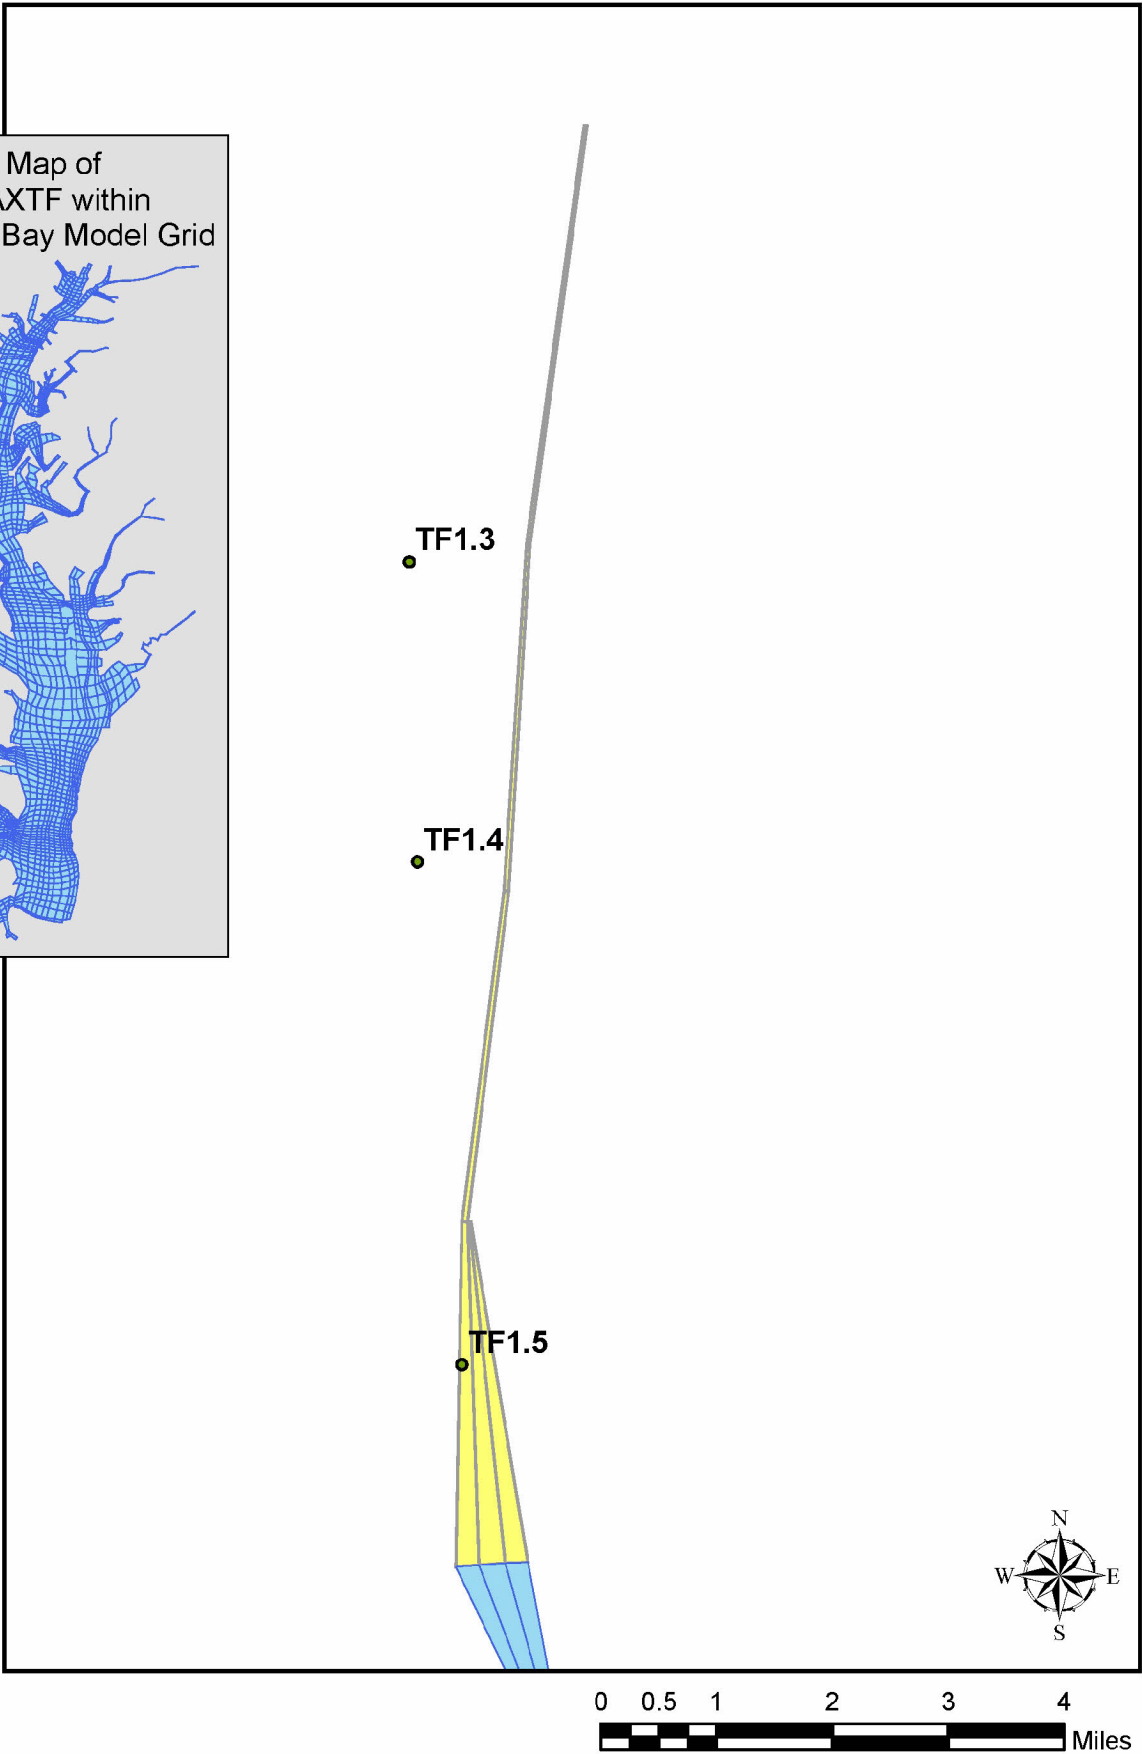 Map of
XTF within
Bay Model Grid
TF1.3
TF1.4
TF1.5
N
W E
S
0 0.5 1 2 3 4
Miles